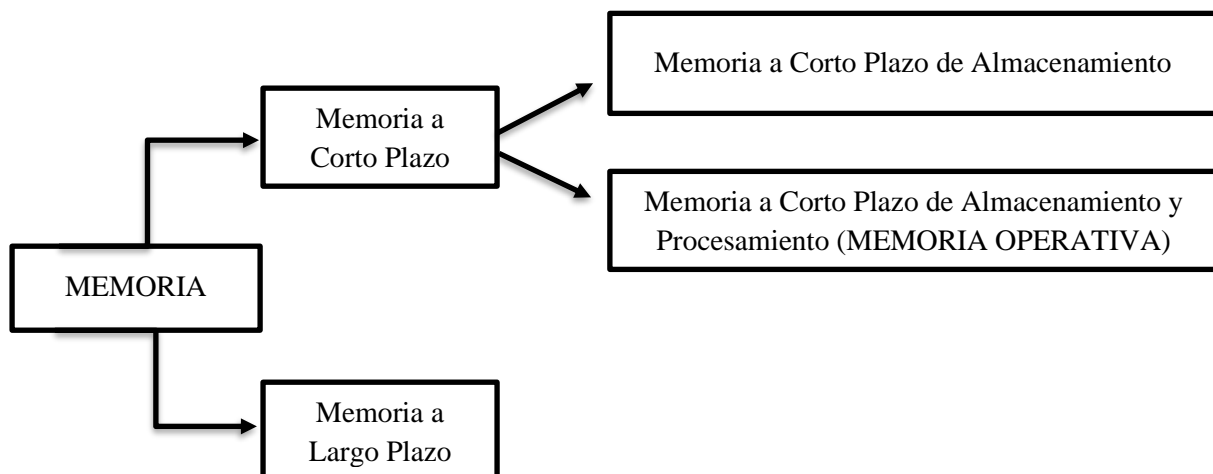 Memoria a Corto Plazo de Almacenamiento
Memoria a
Corto Plazo
Memoria a Corto Plazo de Almacenamiento y
Procesamiento (MEMORIA OPERATIVA)
MEMORIA
Memoria a
Largo Plazo